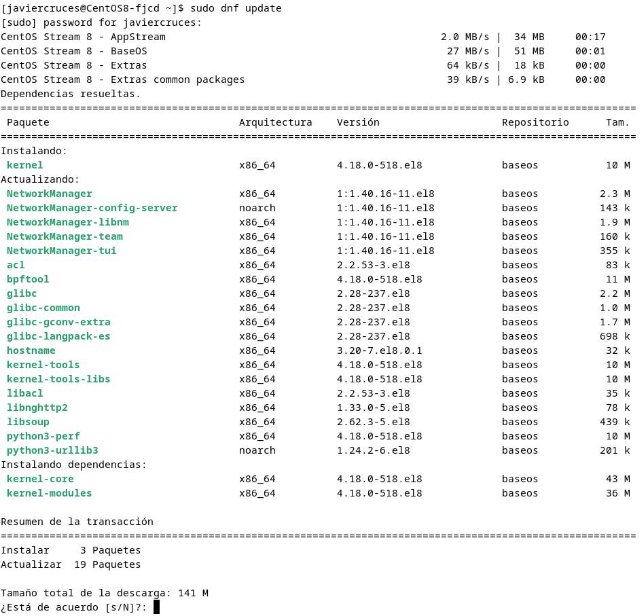 [javiercruces@CentOS8-fjcd ~]$ sudo dnf update
[sudo] password for javiercruces:
CentOS Stream 8 - AppStream 2.0 MB/s | 34 MB 00:17
CentOS Stream 8 - BaseOS 27 MB/s | 51 MB 00:01
CentOS Stream 8 - Extras 64 kB/s | 18 kB 00:00
CentOS Stream 8 - Extras common packages 39 kB/s | 6.9 kB 00:00
Dependencias resueltas.
================================================================================
Paquete Arquitectura Versión Repositorio Tam.
================================================================================
Instalando:
kernel x86_64 4.18.0-518.el8 baseos 10 M
Actualizando:
NetworkManager x86_64 1:1.40.16-11.el8 baseos 2.3 M
NetworkManager-config-server noarch 1:1.40.16-11.el8 baseos 143 k
NetworkManager-libnm x86_64 1:1.40.16-11.el8 baseos 1.9 M
NetworkManager-team x86_64 1:1.40.16-11.el8 baseos 160 k
NetworkManager-tui x86_64 1:1.40.16-11.el8 baseos 355 k
acl x86_64 2.2.53-3.el8 baseos 83 k
bpftool x86_64 4.18.0-518.el8 baseos 11 M
glibc x86_64 2.28-237.el8 baseos 2.2 M
glibc-common x86_64 2.28-237.el8 baseos 1.0 M
glibc-gconv-extra x86_64 2.28-237.el8 baseos 1.7 M
glibc-langpack-es x86_64 2.28-237.el8 baseos 698 k
hostname x86_64 3.20-7.el8.0.1 baseos 32 k
kernel-tools x86_64 4.18.0-518.el8 baseos 10 M
kernel-tools-libs x86_64 4.18.0-518.el8 baseos 10 M
libacl x86_64 2.2.53-3.el8 baseos 35 k
libnghttp2 x86_64 1.33.0-5.el8 baseos 78 k
libsoup x86_64 2.62.3-5.el8 baseos 439 k
python3-perf x86_64 4.18.0-518.el8 baseos 10 M
python3-urllib3 noarch 1.24.2-6.el8 baseos 201 k
Instalando dependencias:
kernel-core x86_64 4.18.0-518.el8 baseos 43 M
kernel-modules x86_64 4.18.0-518.el8 baseos 36 M
Resumen de la transacción
================================================================================
Instalar 3 Paquetes
Actualizar 19 Paquetes
Tamaño total de la descarga: 141 M
¿Está de acuerdo [s/N]?: